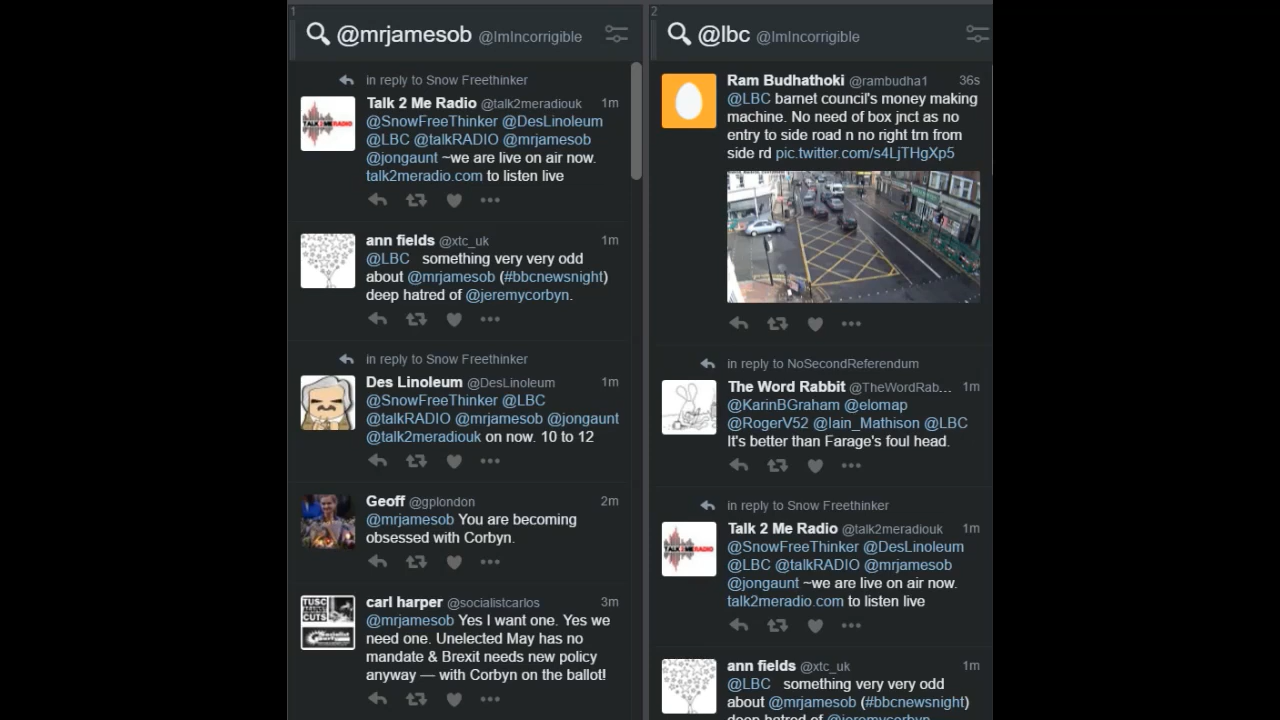 1
@mrjamesob @ImIncorrigible
in reply to Snow Freethinker
Talk 2 Me Radio @talk2meradiouk 1m
@SnowFreeThinker @DesLinoleum
@LBC @talkRADIO @mrjamesob
@jongaunt ~we are live on air now.
talk2meradio.com to listen live
TALK2MERADIO
ann fields @xtc_uk 1m
@LBC something very very odd
about @mrjamesob (#bbcnewsnight)
deep hatred of @jeremycorbyn.
in reply to Snow Freethinker
Des Linoleum @DesLinoleum 1m
@SnowFreeThinker @LBC
@talkRADIO @mrjamesob @jongaunt
@talk2meradiouk on now. 10 to 12
Geoff @gplondon 2m
@mrjamesob You are becoming
obsessed with Corbyn.
carl harper @socialistcarlos 3m
@mrjamesob Yes I want one. Yes we
need one. Unelected May has no
mandate & Brexit needs new policy
anyway — with Corbyn on the ballot!
TUSC
CUTS
Socialist
2
@lbc @ImIncorrigible
Ram Budhathoki @rambudha1 36s
@LBC barnet council's money making
machine. No need of box jnct as no
entry to side road n no right trn from
side rd pic.twitter.com/s4LjTHgXp5
in reply to NoSecondReferendum
The Word Rabbit @TheWordRab... 1m
@KarinBGraham @elomap
@RogerV52 @Iain_Mathison @LBC
It's better than Farage's foul head.
in reply to Snow Freethinker
Talk 2 Me Radio @talk2meradiouk 1m
@SnowFreeThinker @DesLinoleum
@LBC @talkRADIO @mrjamesob
@jongaunt ~we are live on air now.
talk2meradio.com to listen live
TALK2MERADIO
ann fields @xtc_uk 1m
@LBC something very very odd
about @mrjamesob (#bbcnewsnight)
deep hatred of @jeremycorbyn